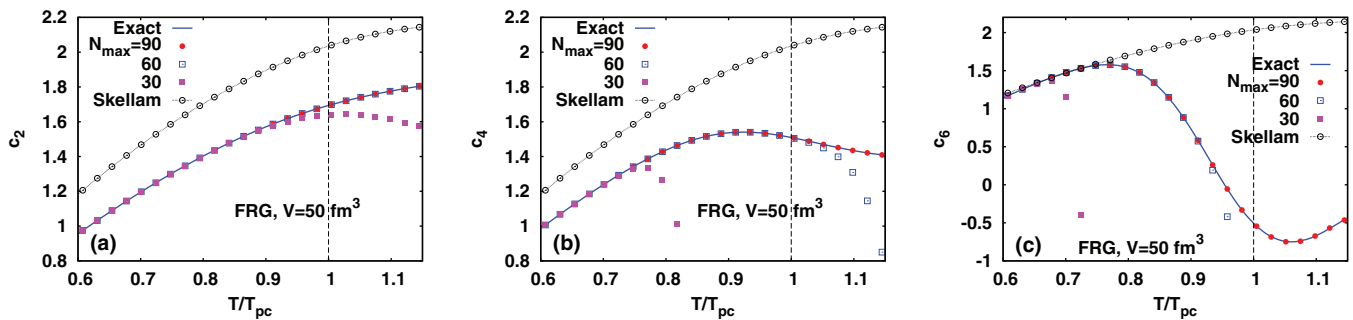 c₂
2.2
2
1.8
1.6
1.4
1.2
1
0.8
Exact
N_max=90
60
30
Skellam
FRG, V=50 fm³
(a)
0.6 0.7 0.8 0.9 1 1.1
T/T_pc
c₄
2.2
2
1.8
1.6
1.4
1.2
1
0.8
Exact
N_max=90
60
30
Skellam
FRG, V=50 fm³
(b)
0.6 0.7 0.8 0.9 1 1.1
T/T_pc
c₆
2
1.5
1
0.5
0
-0.5
-1
Exact
N_max=90
60
30
Skellam
(c)
FRG, V=50 fm³
0.6 0.7 0.8 0.9 1 1.1
T/T_pc